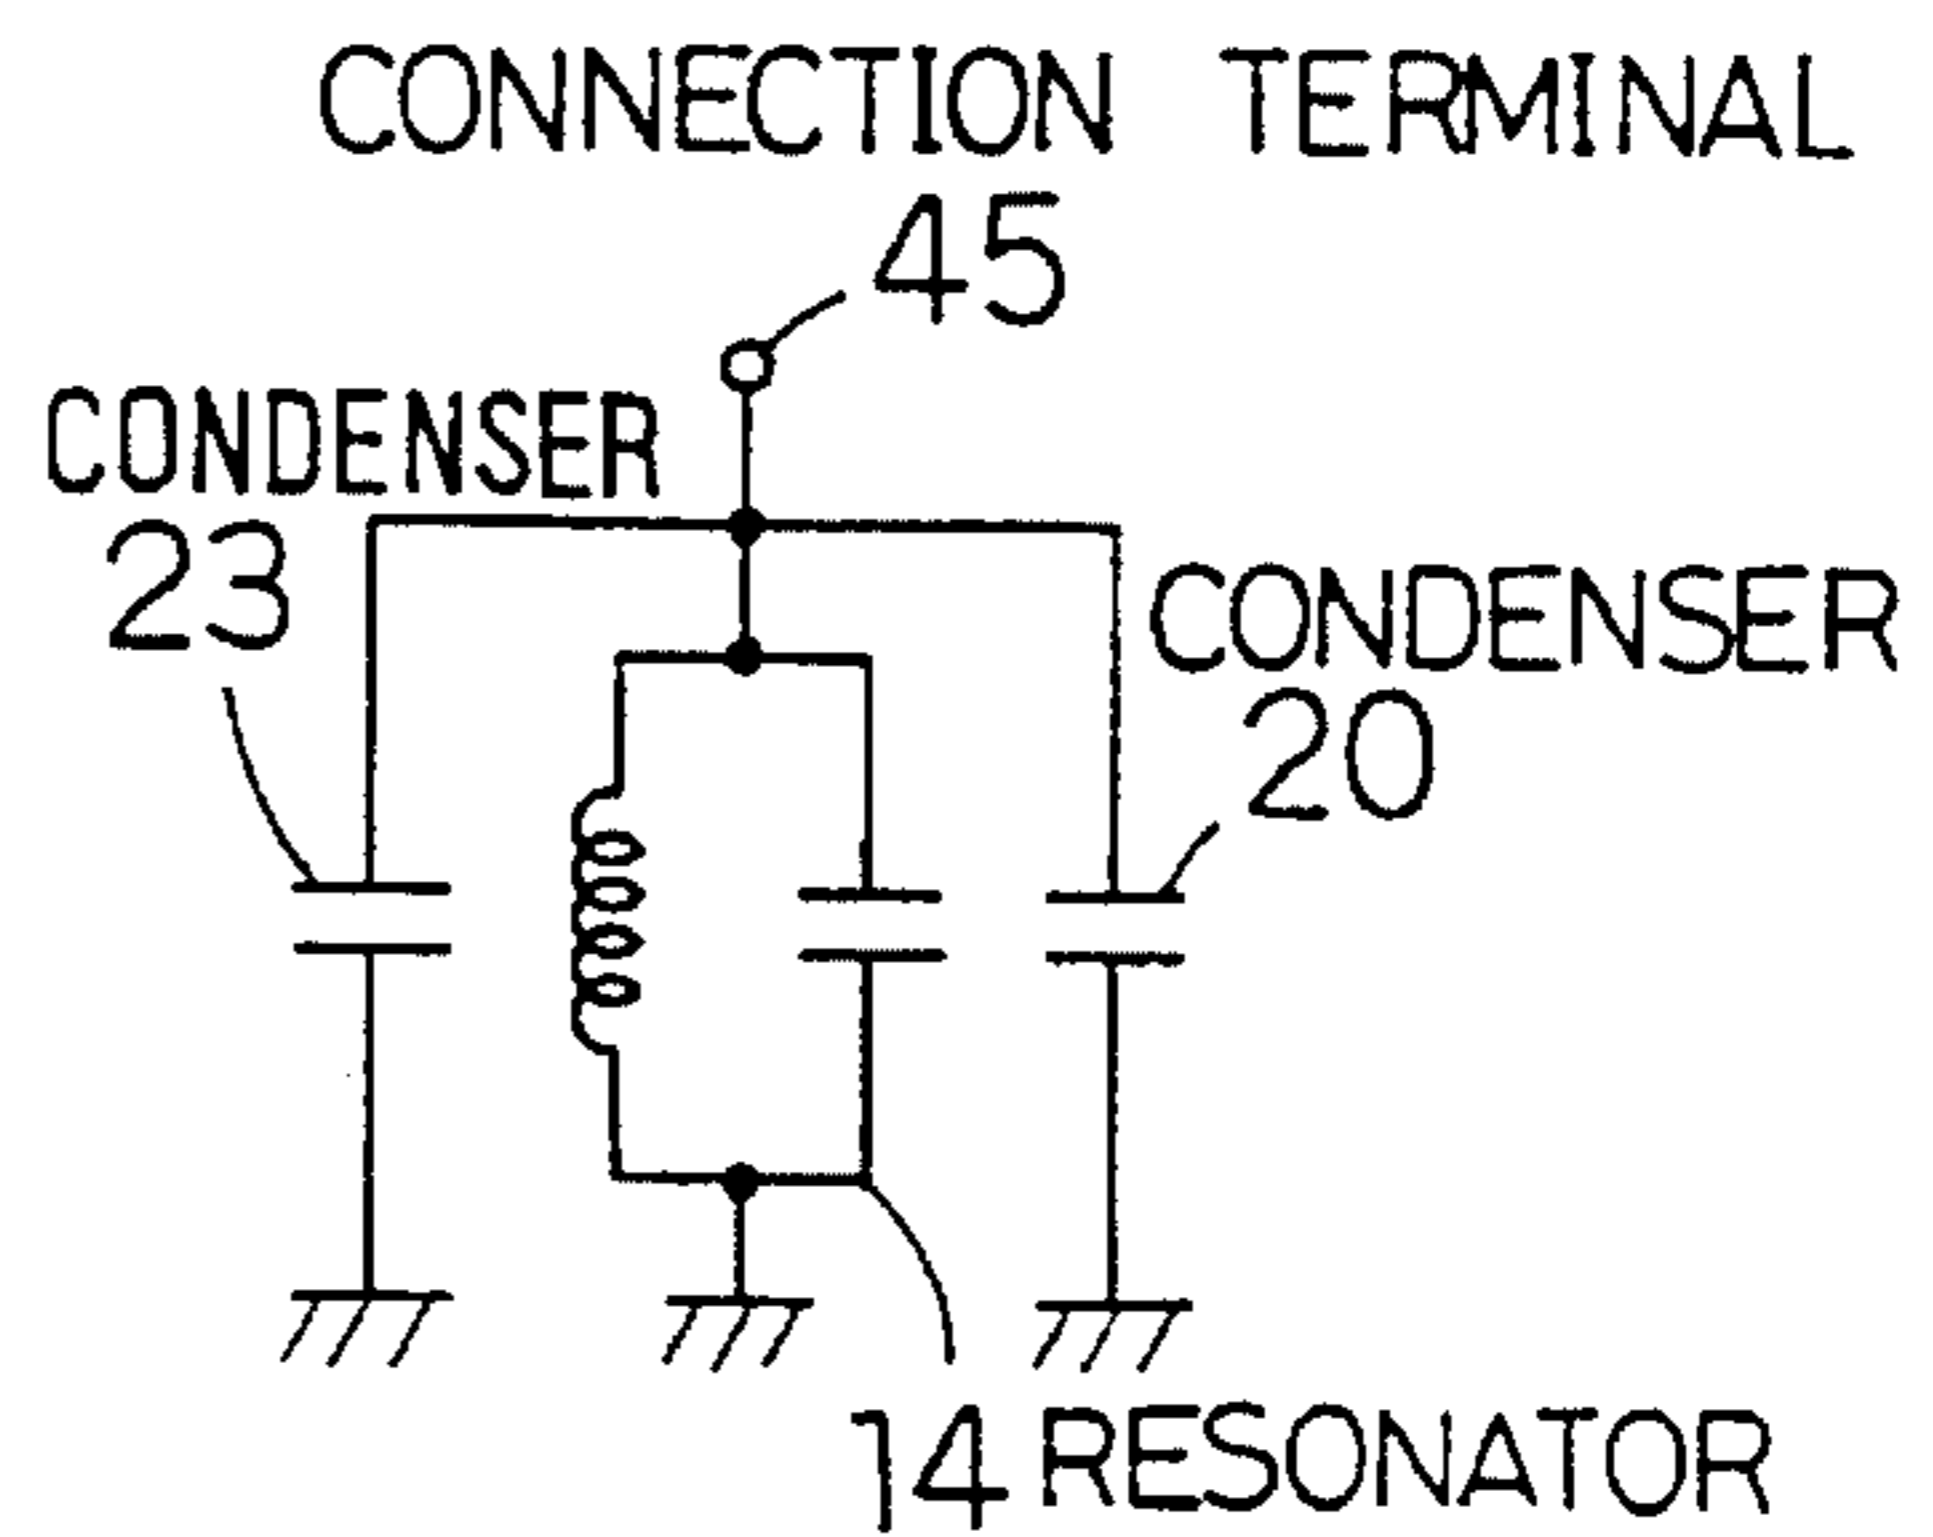 CONNECTION TERMINAL
45
CONDENSER
23
CONDENSER
20
14 RESONATOR